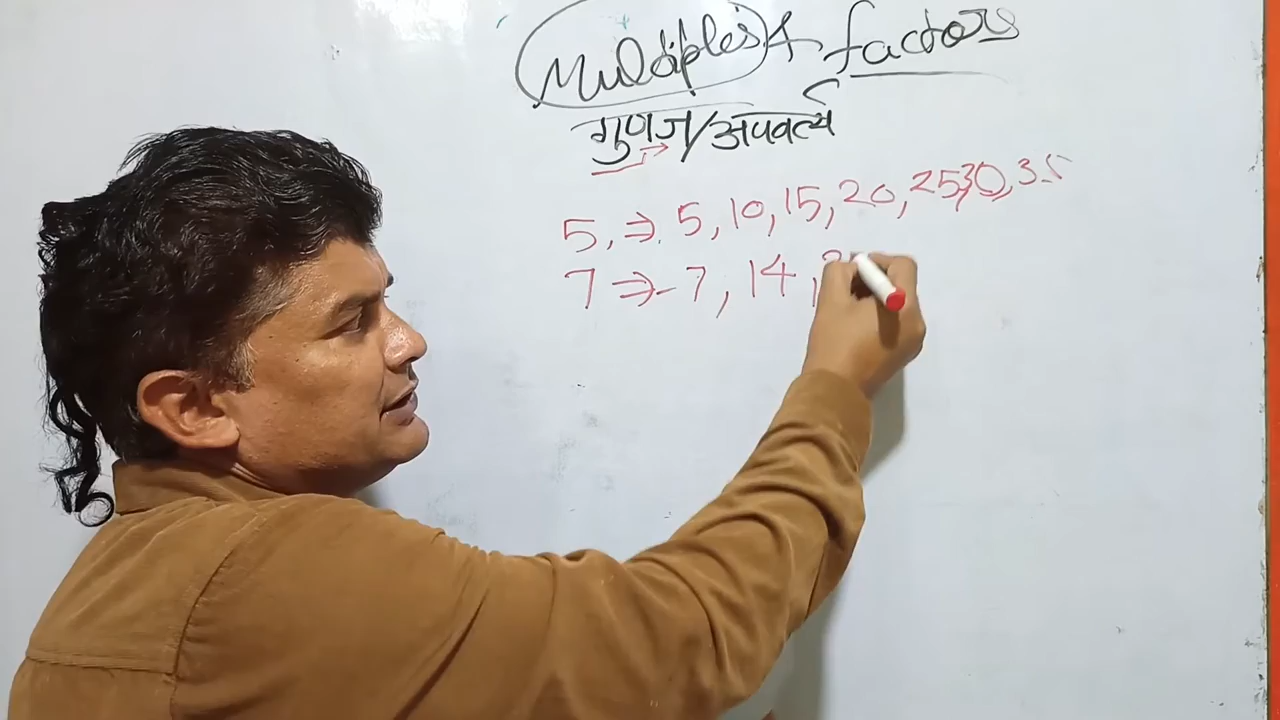 Multiples & factors
गुणज/अपवर्त्य
5, ⇒ 5, 10, 15, 20, 25, 30, 35
7 ⇒ 7, 14,